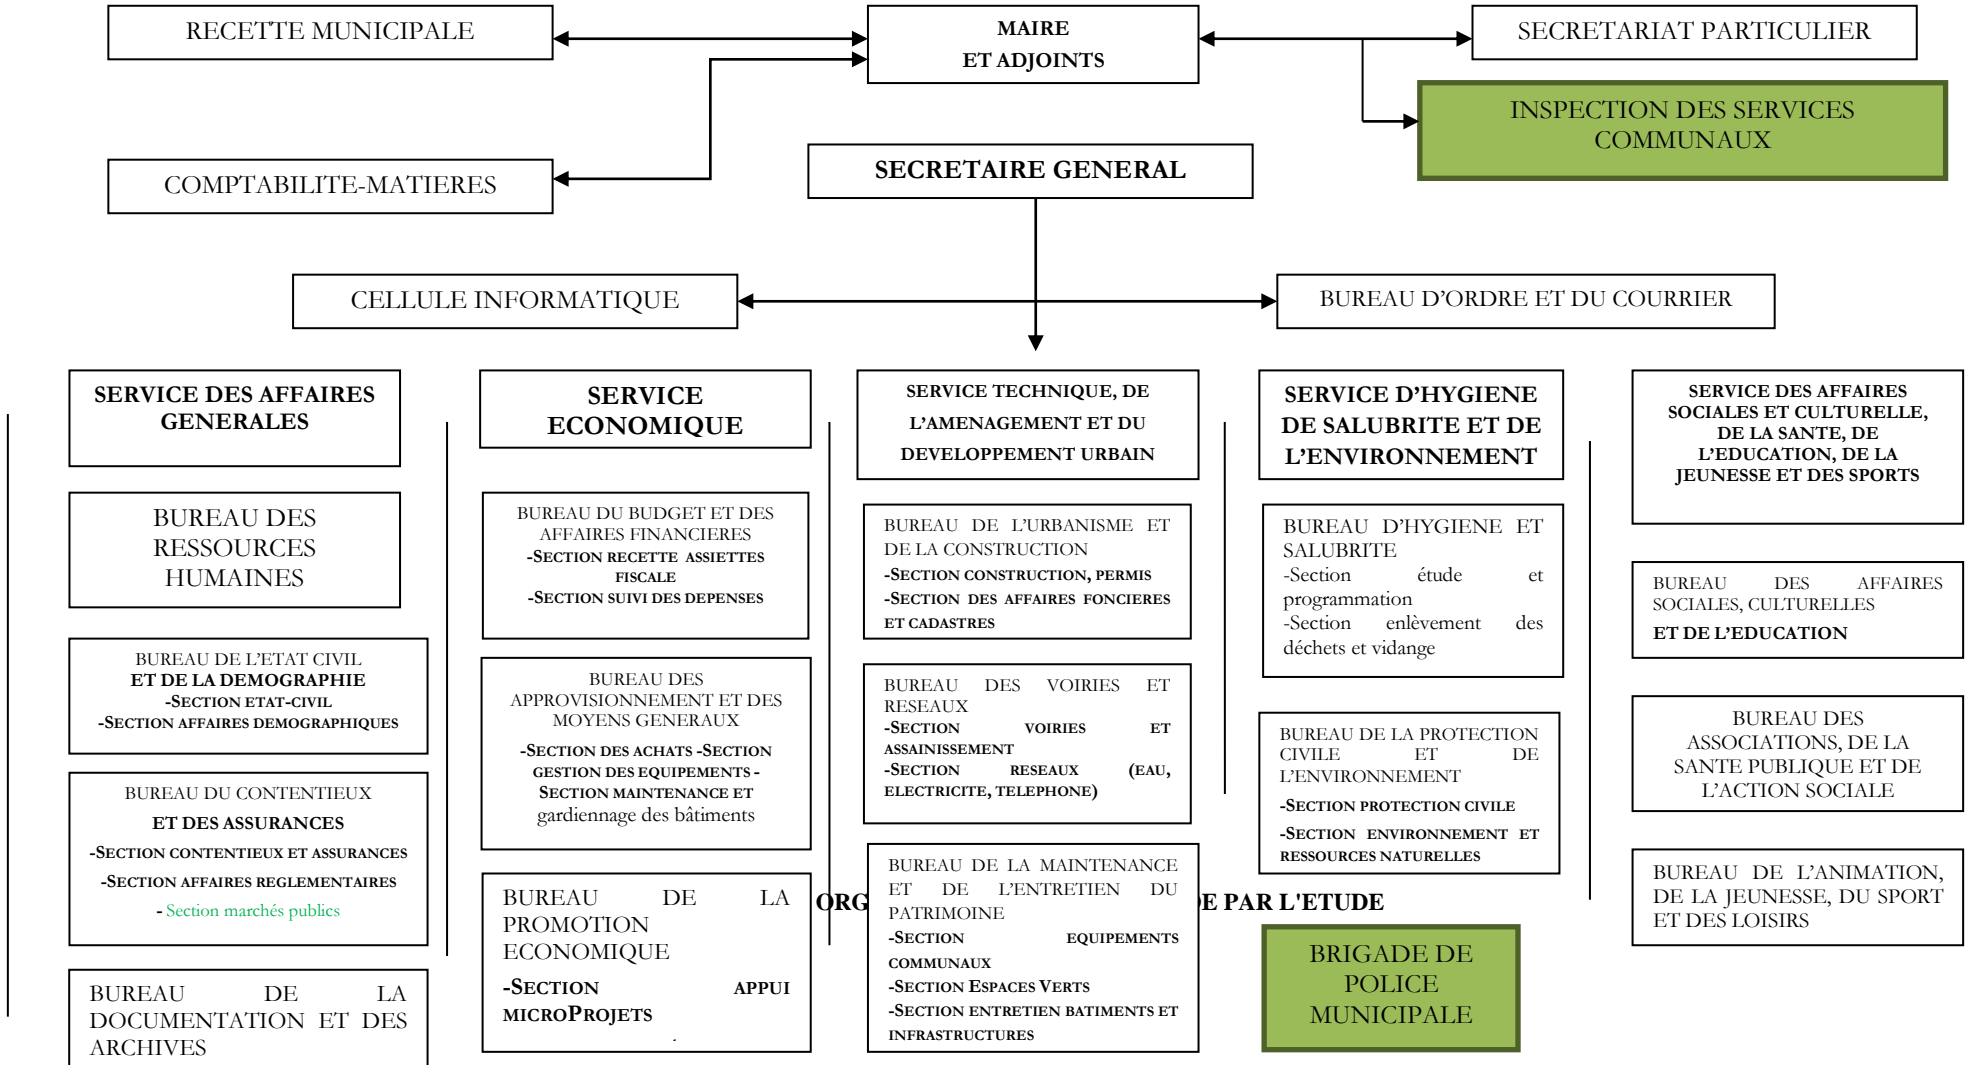 RECETTE MUNICIPALE
MAIRE
ET ADJOINTS
SECRETARIAT PARTICULIER
INSPECTION DES SERVICES
COMMUNAUX
COMPTABILITE-MATIERES
SECRETAIRE GENERAL
CELLULE INFORMATIQUE
BUREAU D'ORDRE ET DU COURRIER
SERVICE DES AFFAIRES
GENERALES
BUREAU DES
RESSOURCES
HUMAINES
BUREAU DE L'ETAT CIVIL
ET DE LA DEMOGRAPHIE
-SECTION ETAT-CIVIL
-SECTION AFFAIRES DEMOGRAPHIQUES
BUREAU DU CONTENTIEUX
ET DES ASSURANCES
-SECTION CONTENTIEUX ET ASSURANCES
-SECTION AFFAIRES REGLEMENTAIRES
- Section marchés publics
BUREAU DE LA
DOCUMENTATION ET DES
ARCHIVES
SERVICE
ECONOMIQUE
BUREAU DU BUDGET ET DES
AFFAIRES FINANCIERES
-SECTION RECETTE ASSIETTES
FISCALE
-SECTION SUIVI DES DEPENSES
BUREAU DES
APPROVISIONNEMENT ET DES
MOYENS GENERAUX
-SECTION DES ACHATS -SECTION
GESTION DES EQUIPEMENTS -
SECTION MAINTENANCE ET
gardiennage des bâtiments
BUREAU DE LA
PROMOTION
ECONOMIQUE
-SECTION APPUI
MICROPROJETS
SERVICE TECHNIQUE, DE
L'AMENAGEMENT ET DU
DEVELOPPEMENT URBAIN
BUREAU DE L'URBANISME ET
DE LA CONSTRUCTION
-SECTION CONSTRUCTION, PERMIS
-SECTION DES AFFAIRES FONCIERES
ET CADASTRES
BUREAU DES VOIRIES ET
RESEAUX
-SECTION VOIRIES ET
ASSAINISSEMENT
-SECTION RESEAUX (EAU,
ELECTRICITE, TELEPHONE)
BUREAU DE LA MAINTENANCE
ET DE L'ENTRETIEN DU
PATRIMOINE
-SECTION EQUIPEMENTS
COMMUNAUX
-SECTION ESPACES VERTS
-SECTION ENTRETIEN BATIMENTS ET
INFRASTRUCTURES
SERVICE D'HYGIENE
DE SALUBRITE ET DE
L'ENVIRONNEMENT
BUREAU D'HYGIENE ET
SALUBRITE
-Section étude et
programmation
-Section enlèvement des
déchets et vidange
BUREAU DE LA PROTECTION
CIVILE ET DE
L'ENVIRONNEMENT
-SECTION PROTECTION CIVILE
-SECTION ENVIRONNEMENT ET
RESSOURCES NATURELLES
PAR L'ETUDE
BRIGADE DE
POLICE
MUNICIPALE
SERVICE DES AFFAIRES
SOCIALES ET CULTURELLE,
DE LA SANTE, DE
L'EDUCATION, DE LA
JEUNESSE ET DES SPORTS
BUREAU DES AFFAIRES
SOCIALES, CULTURELLES
ET DE L'EDUCATION
BUREAU DES
ASSOCIATIONS, DE LA
SANTE PUBLIQUE ET DE
L'ACTION SOCIALE
BUREAU DE L'ANIMATION,
DE LA JEUNESSE, DU SPORT
ET DES LOISIRS